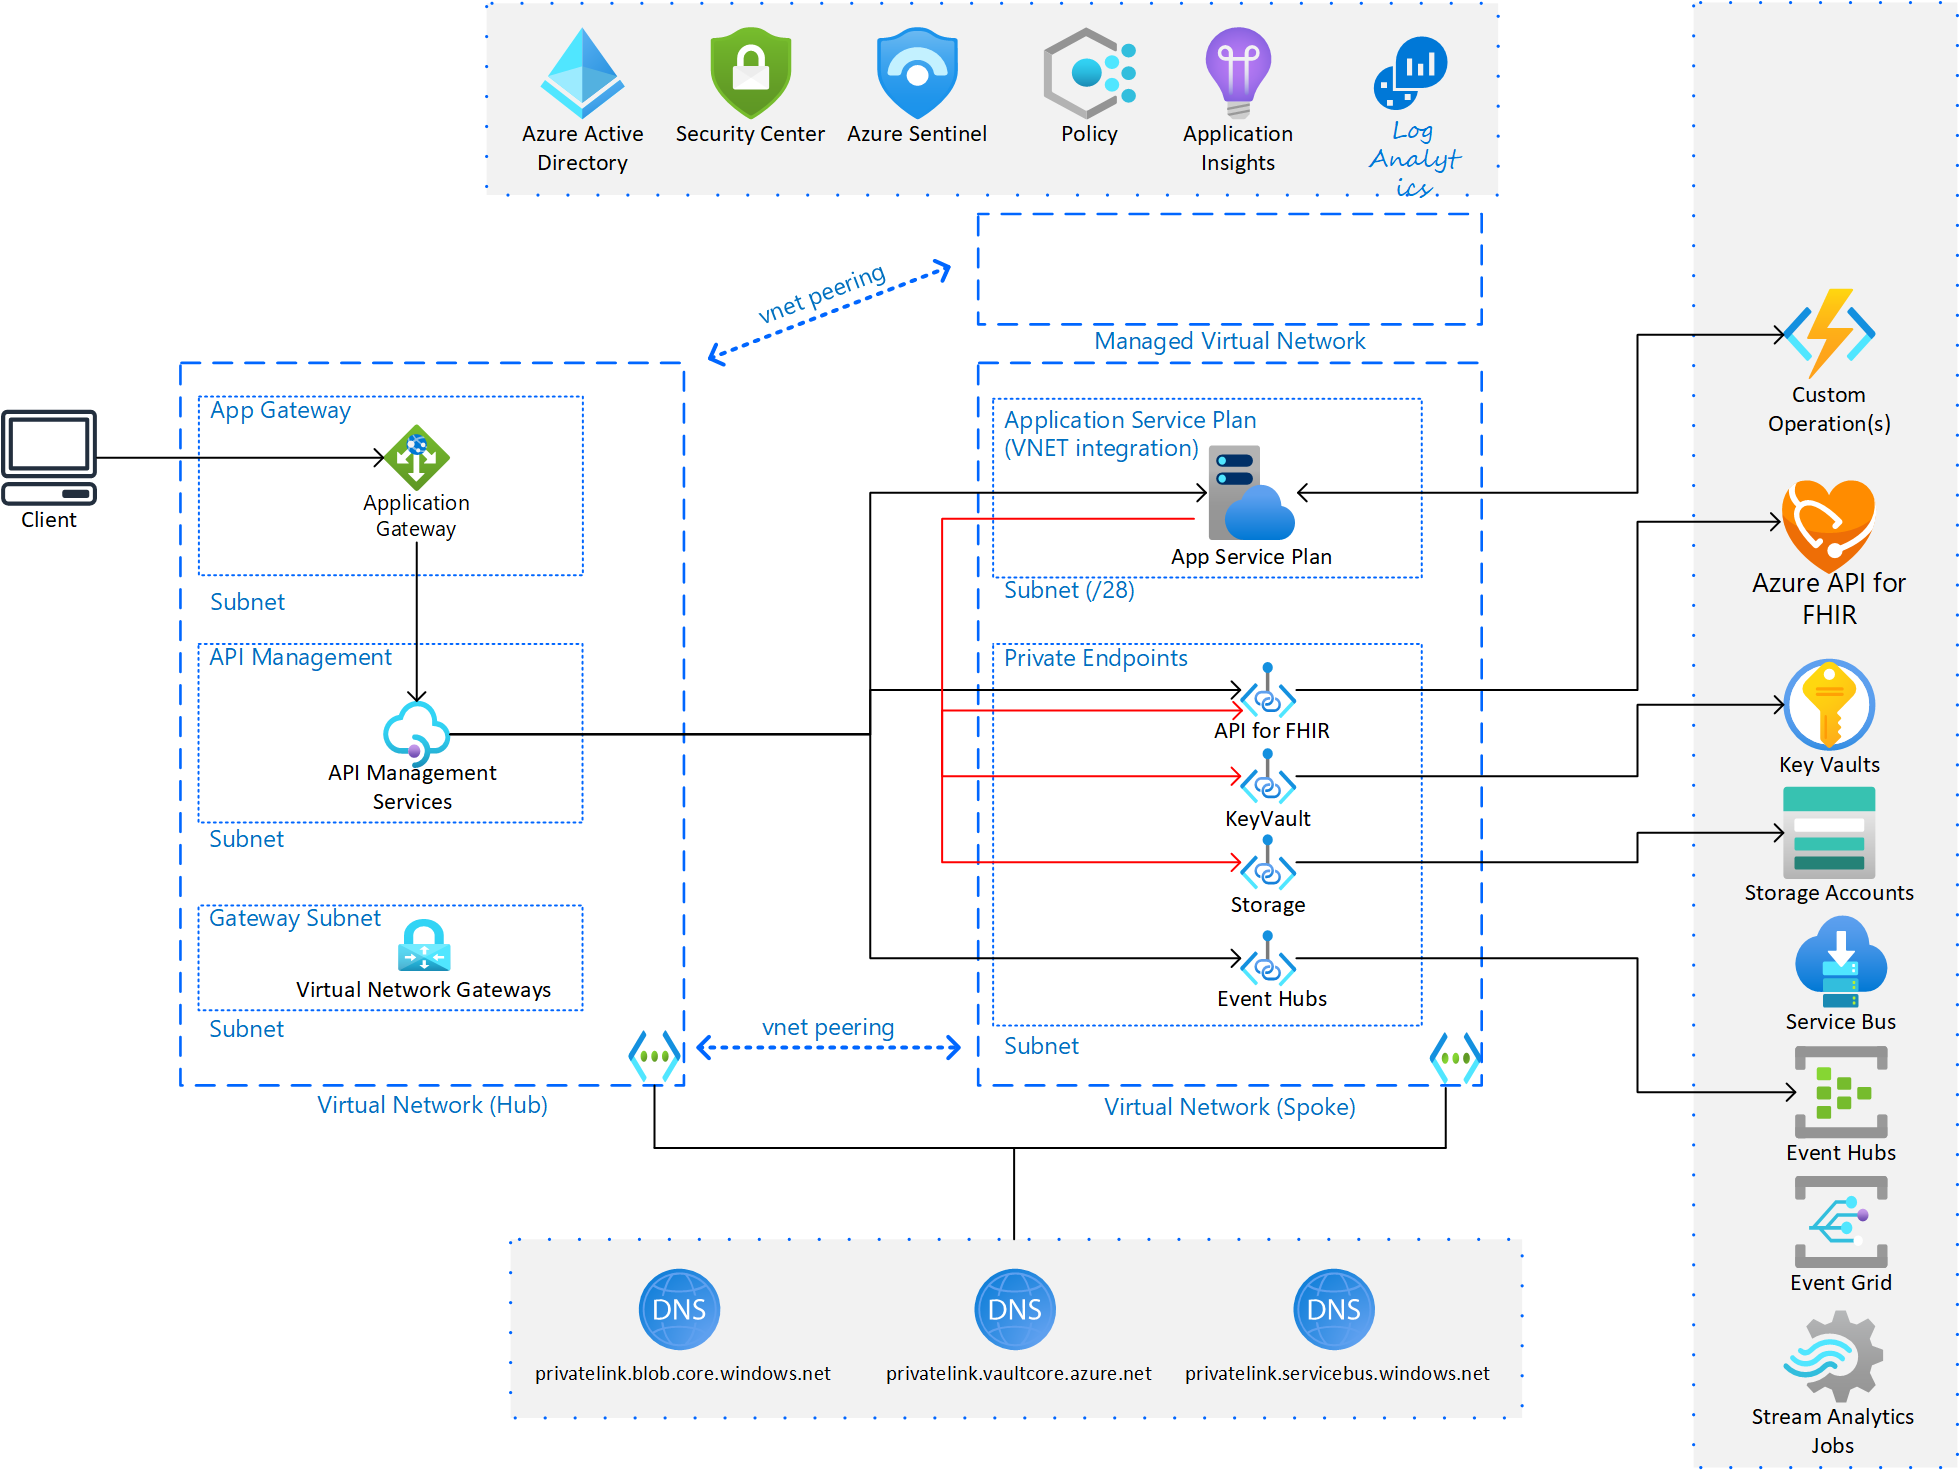 Azure Active
Directory
Security Center
Azure Sentinel
Policy
Application
Insights
Log
Analyt
ics
vnet peering
Managed Virtual Network
Client
App Gateway
Application
Gateway
Subnet
API Management
API Management
Services
Subnet
Gateway Subnet
Virtual Network Gateways
Subnet
Virtual Network (Hub)
vnet peering
Application Service Plan
(VNET integration)
App Service Plan
Subnet (/28)
Private Endpoints
API for FHIR
KeyVault
Storage
Event Hubs
Subnet
Virtual Network (Spoke)
Custom
Operation(s)
Azure API for
FHIR
Key Vaults
Storage Accounts
Service Bus
Event Hubs
Event Grid
Stream Analytics
Jobs
DNS
privatelink.blob.core.windows.net
DNS
privatelink.vaultcore.azure.net
DNS
privatelink.servicebus.windows.net